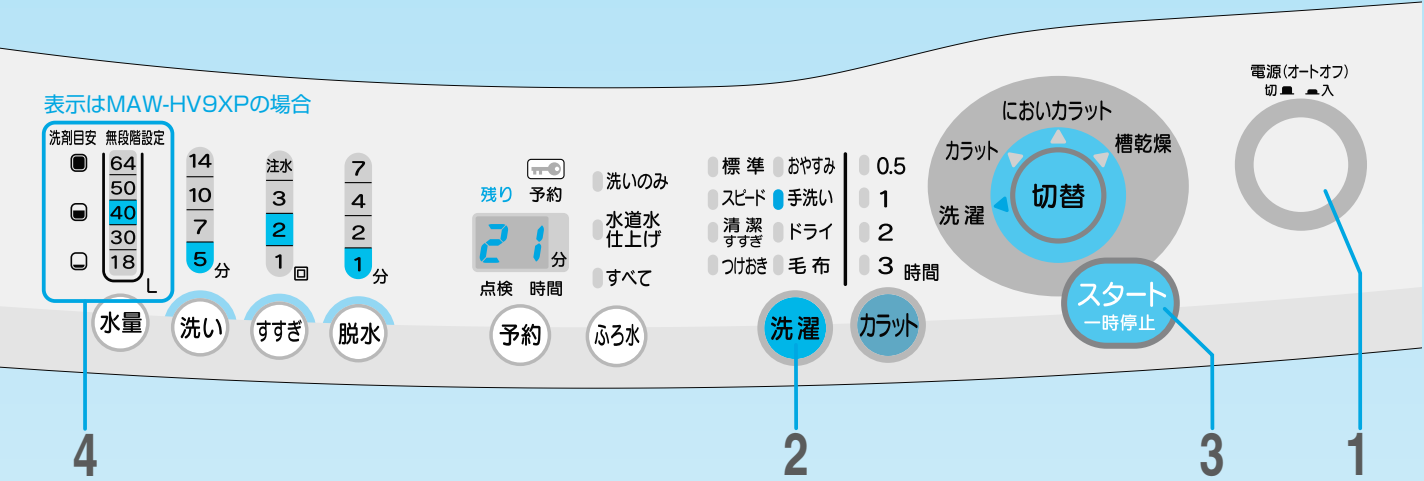 表示はMAW-HV9XPの場合
洗剤目安 無段階設定
64
50
40
30
18
L
水量
14
10
7
5
分
洗い
注水
3
2
1
回
すすぎ
7
4
2
1
分
脱水
残り 予約
21
分
点検 時間
予約
洗いのみ
水道水
仕上げ
すべて
ふろ水
標準 おやすみ
スピード 手洗い
清潔 ドライ
すすぎ
つけおき 毛布
洗濯
0.5
1
2
3 時間
カラット
においカラット
カラット
槽乾燥
洗濯
切替
スタート
一時停止
電源(オートオフ)
切 入
4
2
3
1